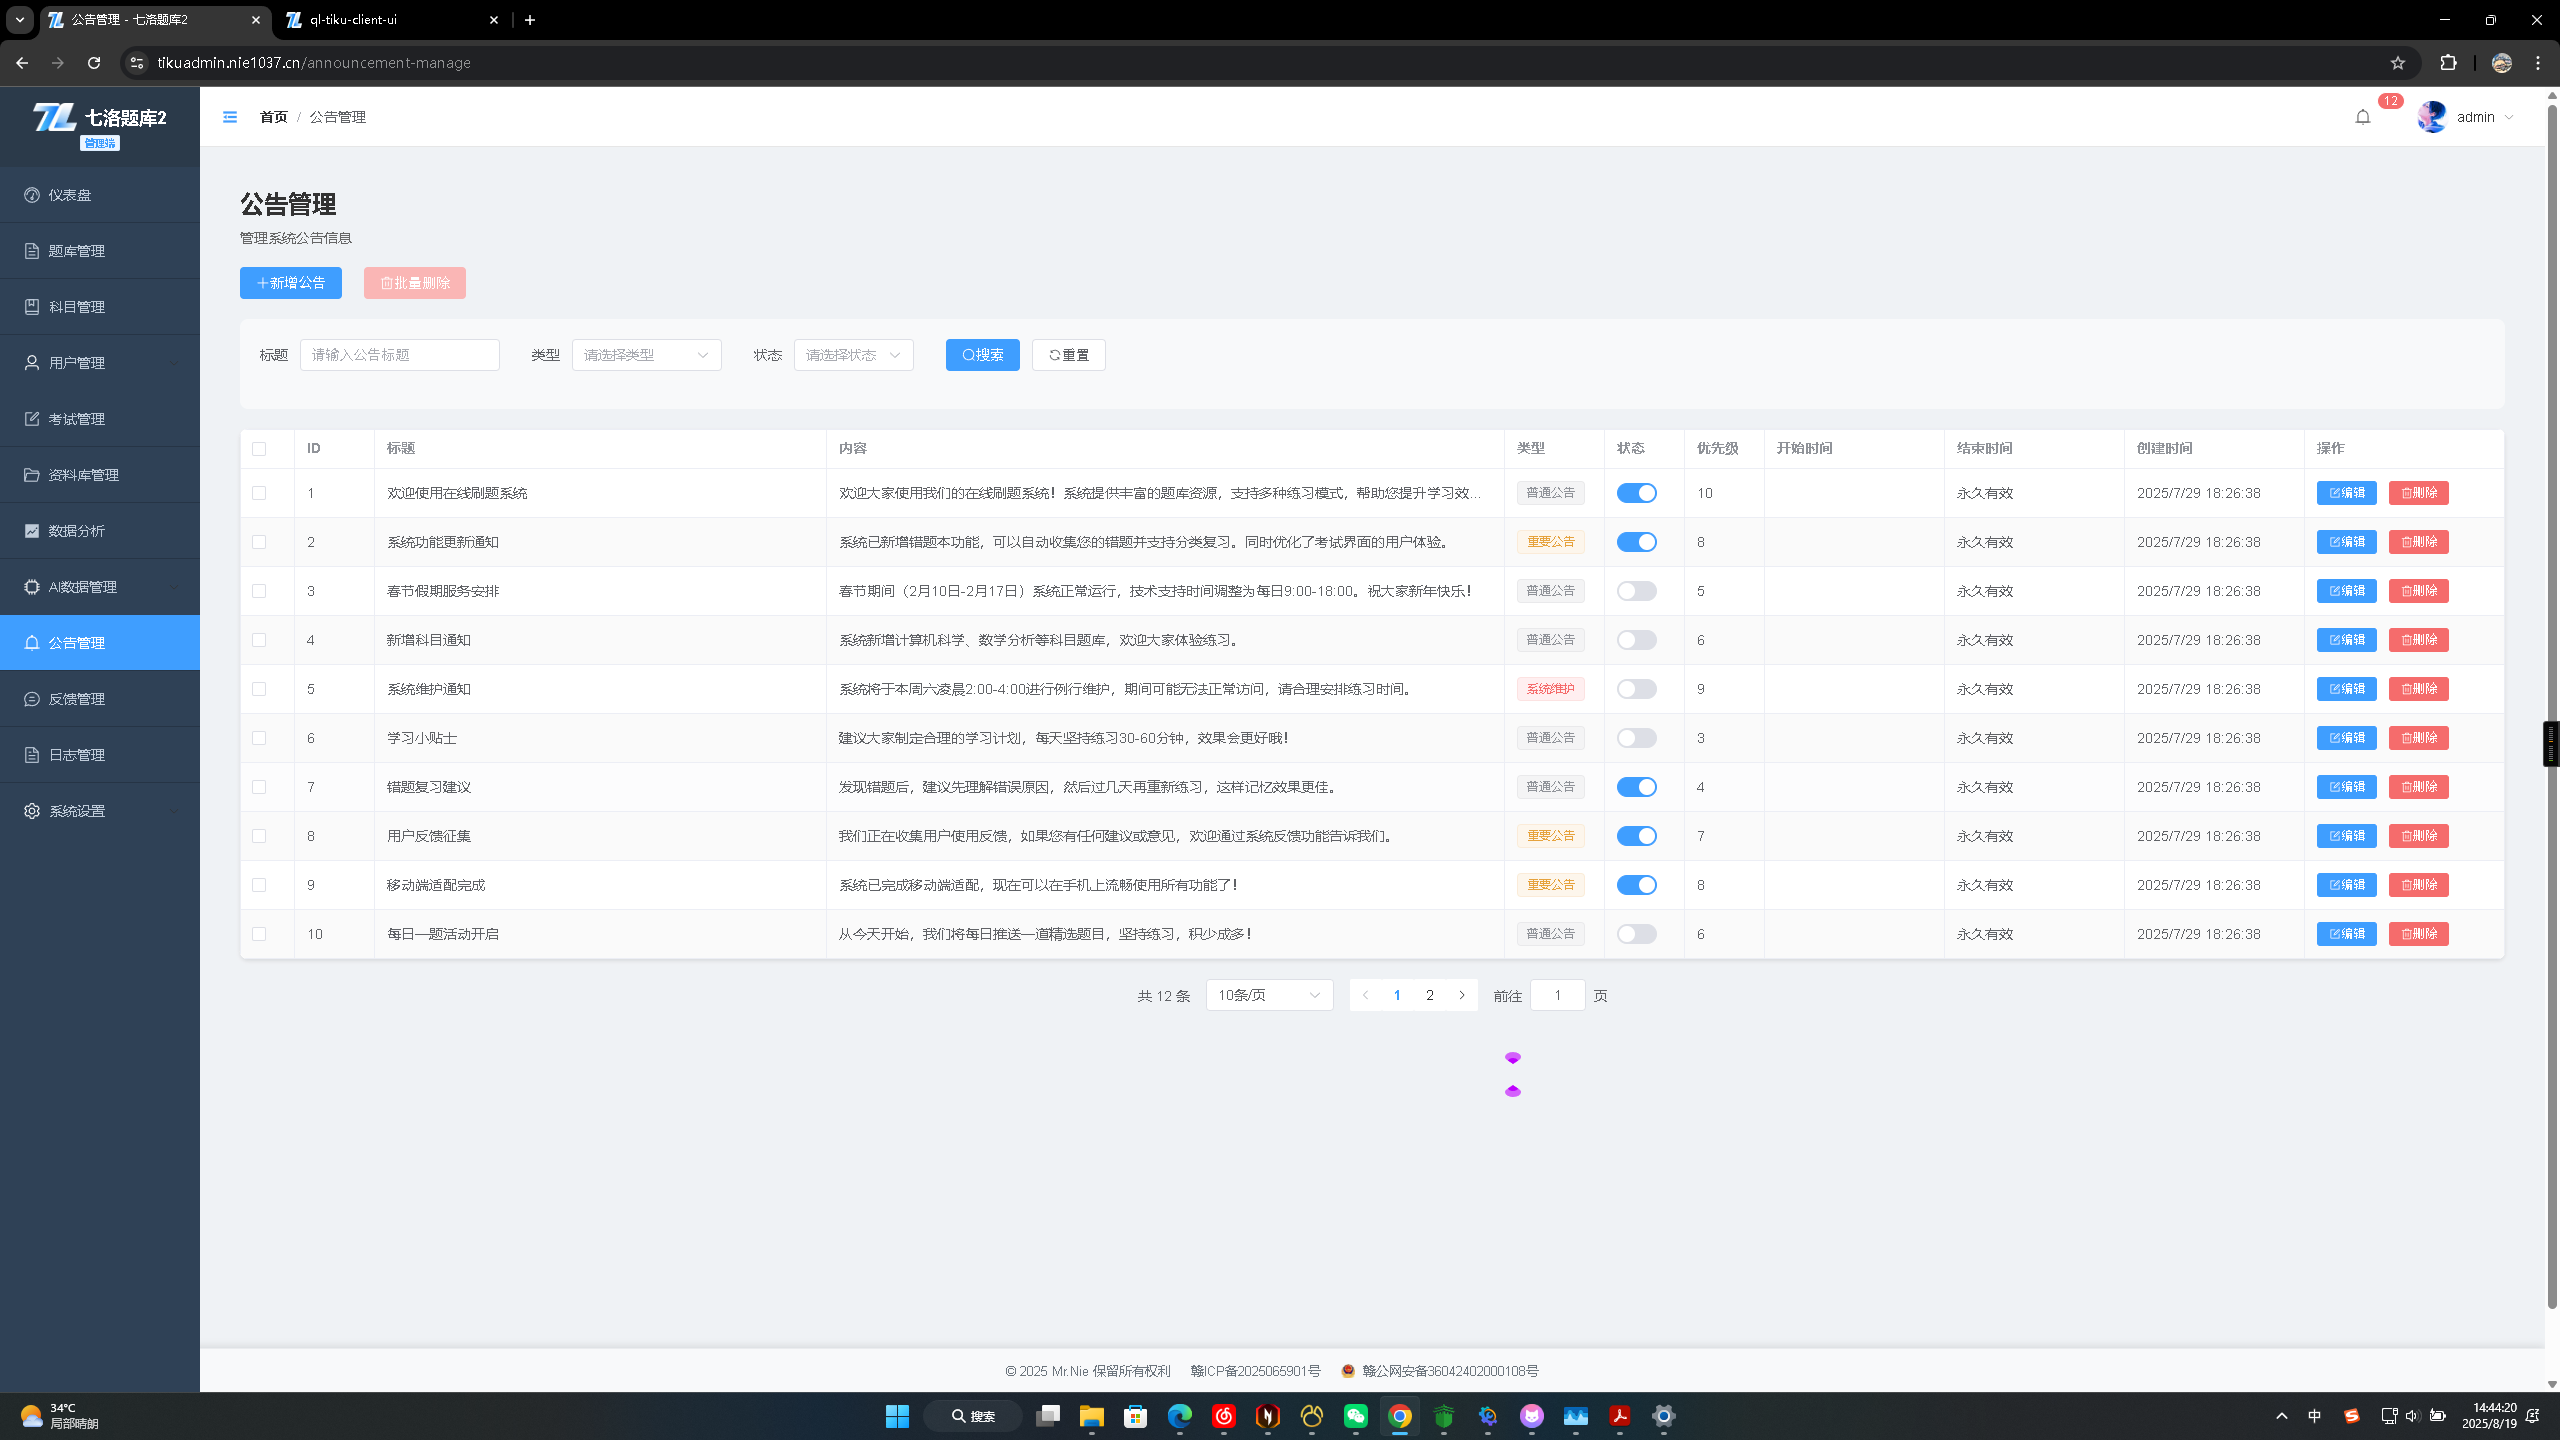 公告管理 - 七洛题库2
ql-tiku-client-ui
tikuadmin.nie1037.cn/announcement-manage
七洛题库2
管理端
首页 / 公告管理
12
admin
仪表盘
题库管理
科目管理
用户管理
考试管理
资料库管理
数据分析
AI数据管理
公告管理
反馈管理
日志管理
系统设置
公告管理
管理系统公告信息
新增公告 批量删除
标题 请输入公告标题 类型 请选择类型 状态 请选择状态 搜索 重置
ID 标题 内容 类型 状态 优先级 开始时间 结束时间 创建时间 操作
1 欢迎使用在线刷题系统 欢迎大家使用我们的在线刷题系统！系统提供丰富的题库资源，支持多种练习模式，帮助您提升学习效... 普通公告 10 永久有效 2025/7/29 18:26:38 编辑 删除
2 系统功能更新通知 系统已新增错题本功能，可以自动收集您的错题并支持分类复习。同时优化了考试界面的用户体验。 重要公告 8 永久有效 2025/7/29 18:26:38 编辑 删除
3 春节假期服务安排 春节期间（2月10日-2月17日）系统正常运行，技术支持时间调整为每日9:00-18:00。祝大家新年快乐！ 普通公告 5 永久有效 2025/7/29 18:26:38 编辑 删除
4 新增科目通知 系统新增计算机科学、数学分析等科目题库，欢迎大家体验练习。 普通公告 6 永久有效 2025/7/29 18:26:38 编辑 删除
5 系统维护通知 系统将于本周六凌晨2:00-4:00进行例行维护，期间可能无法正常访问，请合理安排练习时间。 系统维护 9 永久有效 2025/7/29 18:26:38 编辑 删除
6 学习小贴士 建议大家制定合理的学习计划，每天坚持练习30-60分钟，效果会更好哦！ 普通公告 3 永久有效 2025/7/29 18:26:38 编辑 删除
7 错题复习建议 发现错题后，建议先理解错误原因，然后过几天再重新练习，这样记忆效果更佳。 普通公告 4 永久有效 2025/7/29 18:26:38 编辑 删除
8 用户反馈征集 我们正在收集用户使用反馈，如果您有任何建议或意见，欢迎通过系统反馈功能告诉我们。 重要公告 7 永久有效 2025/7/29 18:26:38 编辑 删除
9 移动端适配完成 系统已完成移动端适配，现在可以在手机上流畅使用所有功能了！ 重要公告 8 永久有效 2025/7/29 18:26:38 编辑 删除
10 每日一题活动开启 从今天开始，我们将每日推送一道精选题目，坚持练习，积少成多！ 普通公告 6 永久有效 2025/7/29 18:26:38 编辑 删除
共 12 条 10条/页 1 2 前往 1 页
© 2025 Mr.Nie 保留所有权利 赣ICP备2025065901号 赣公网安备36042402000108号
34°C
局部晴朗
搜索
中
14:44:20
2025/8/19